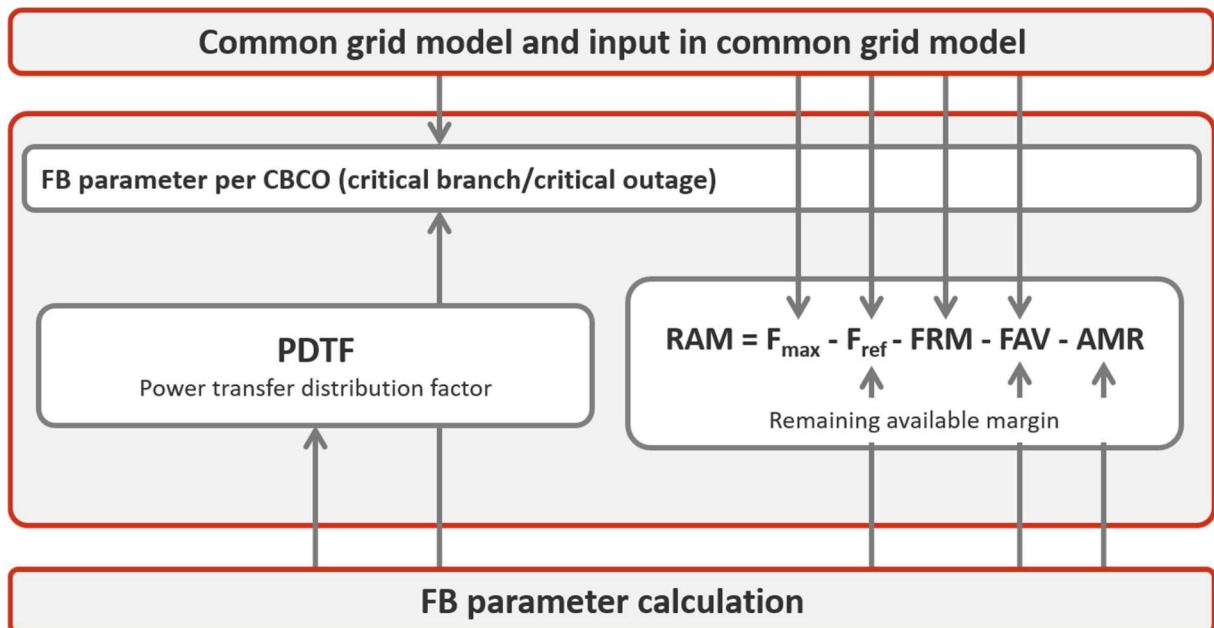 Common grid model and input in common grid model
FB parameter per CBCO (critical branch/critical outage)
PDTF
Power transfer distribution factor
RAM = Fmax - Fref - FRM - FAV - AMR
Remaining available margin
FB parameter calculation